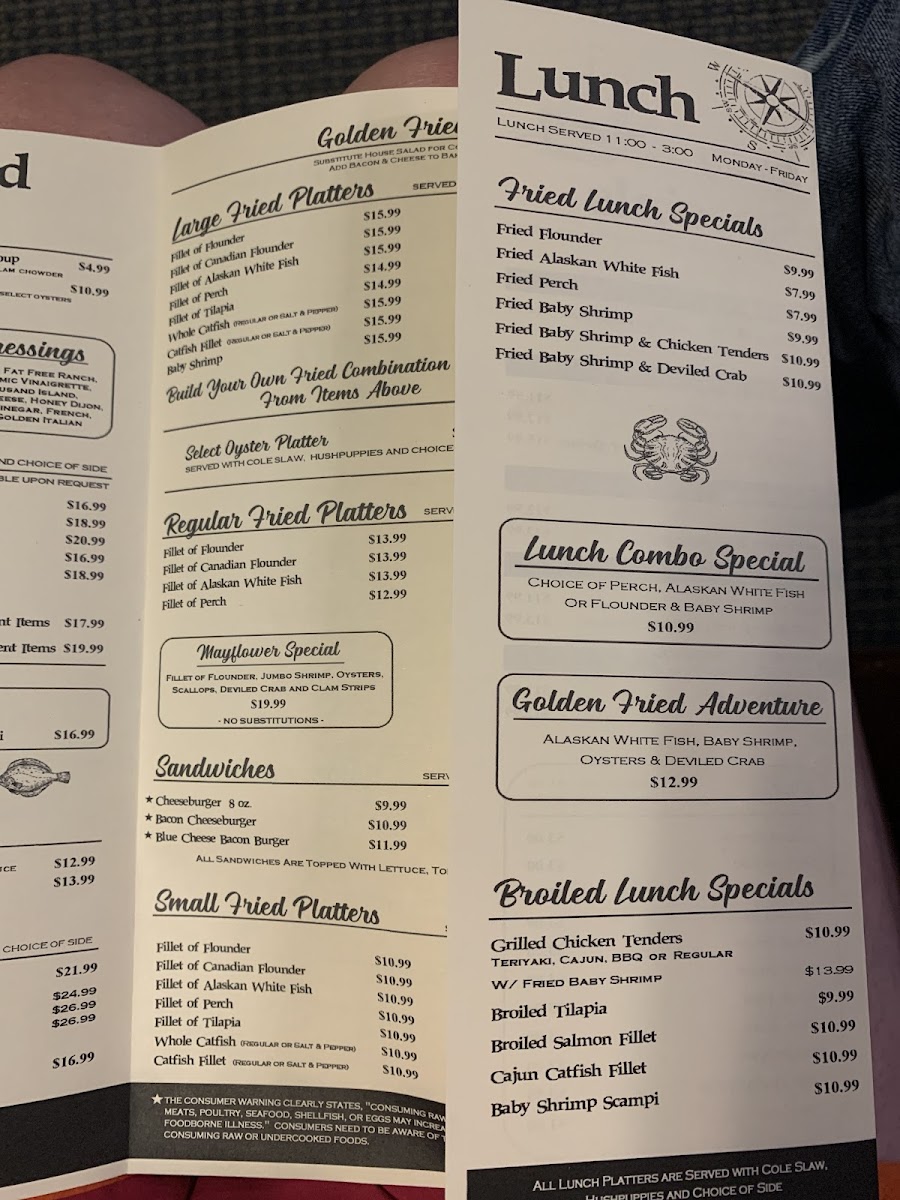 d
$4.99
LAM CHOWDER
$10.99
SELECT OYSTERS
FAT FREE RANCH,
VINAIGRETTE,
ISLAND,
HONEY DIJON,
FRENCH,
GOLDEN ITALIAN
ND CHOICE OF SIDE
BLE UPON REQUEST
$16.99
$18.99
$20.99
$16.99
$18.99
nt Items $17.99
ent Items $19.99
i $16.99
$12.99
$13.99
CHOICE OF SIDE
$21.99
$24.99
$26.99
$26.99
$16.99
Golden Frie
SUBSTITUTE HOUSE SALAD FOR C
ADD BACON & CHEESE TO BA
Large Fried Platters SERVED
Fillet of Flounder $15.99
Fillet of Canadian Flounder $15.99
Fillet of Alaskan White Fish $15.99
Fillet of Perch $14.99
Fillet of Tilapia $14.99
Whole Catfish (REGULAR OR SALT & PEPPER) $15.99
Catfish Fillet (REGULAR OR SALT & PEPPER) $15.99
Baby Shrimp $15.99
Build Your Own Fried Combination
From Items Above
Select Oyster Platter
SERVED WITH COLE SLAW, HUSHPUPPIES AND CHOICE
Regular Fried Platters SERV
Fillet of Flounder $13.99
Fillet of Canadian Flounder $13.99
Fillet of Alaskan White Fish $13.99
Fillet of Perch $12.99
Mayflower Special
FILLET OF FLOUNDER, JUMBO SHRIMP, OYSTERS,
SCALLOPS, DEVILED CRAB AND CLAM STRIPS
$19.99
- NO SUBSTITUTIONS -
Sandwiches SERV
★ Cheeseburger 8 oz. $9.99
★ Bacon Cheeseburger $10.99
★ Blue Cheese Bacon Burger $11.99
ALL SANDWICHES ARE TOPPED WITH LETTUCE, TO
Small Fried Platters
Fillet of Flounder $10.99
Fillet of Canadian Flounder $10.99
Fillet of Alaskan White Fish $10.99
Fillet of Perch $10.99
Fillet of Tilapia $10.99
Whole Catfish (REGULAR OR SALT & PEPPER) $10.99
Catfish Fillet (REGULAR OR SALT & PEPPER) $10.99
★ THE CONSUMER WARNING CLEARLY STATES, "CONSUMING RAW
MEATS, POULTRY, SEAFOOD, SHELLFISH, OR EGGS MAY INCREA
FOODBORNE ILLNESS." CONSUMERS NEED TO BE AWARE OF
CONSUMING RAW OR UNDERCOOKED FOODS.
Lunch
LUNCH SERVED 11:00 - 3:00 MONDAY - FRIDAY
Fried Lunch Specials
Fried Flounder $9.99
Fried Alaskan White Fish $7.99
Fried Perch $7.99
Fried Baby Shrimp $9.99
Fried Baby Shrimp & Chicken Tenders $10.99
Fried Baby Shrimp & Deviled Crab $10.99
Lunch Combo Special
CHOICE OF PERCH, ALASKAN WHITE FISH
OR FLOUNDER & BABY SHRIMP
$10.99
Golden Fried Adventure
ALASKAN WHITE FISH, BABY SHRIMP,
OYSTERS & DEVILED CRAB
$12.99
Broiled Lunch Specials
Grilled Chicken Tenders $10.99
TERIYAKI, CAJUN, BBQ OR REGULAR
W/ FRIED BABY SHRIMP $13.99
Broiled Tilapia $9.99
Broiled Salmon Fillet $10.99
Cajun Catfish Fillet $10.99
Baby Shrimp Scampi $10.99
ALL LUNCH PLATTERS ARE SERVED WITH COLE SLAW,
HUSHPUPPIES AND CHOICE OF SIDE